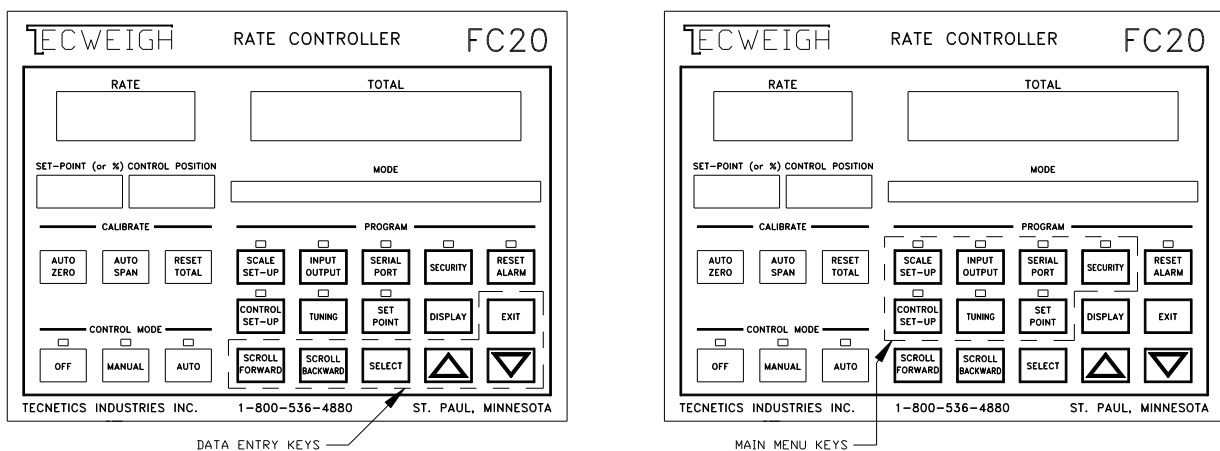 TECWEIGH RATE CONTROLLER FC20
RATE TOTAL
SET-POINT (or %) CONTROL POSITION MODE
CALIBRATE PROGRAM
AUTO ZERO AUTO SPAN RESET TOTAL SCALE SET-UP INPUT OUTPUT SERIAL PORT SECURITY RESET ALARM
CONTROL SET-UP TUNING SET POINT DISPLAY EXIT
CONTROL MODE
OFF MANUAL AUTO SCROLL FORWARD SCROLL BACKWARD SELECT
TECNETICS INDUSTRIES INC. 1-800-536-4880 ST. PAUL, MINNESOTA
DATA ENTRY KEYS
TECWEIGH RATE CONTROLLER FC20
RATE TOTAL
SET-POINT (or %) CONTROL POSITION MODE
CALIBRATE PROGRAM
AUTO ZERO AUTO SPAN RESET TOTAL SCALE SET-UP INPUT OUTPUT SERIAL PORT SECURITY RESET ALARM
CONTROL SET-UP TUNING SET POINT DISPLAY EXIT
CONTROL MODE
OFF MANUAL AUTO SCROLL FORWARD SCROLL BACKWARD SELECT
TECNETICS INDUSTRIES INC. 1-800-536-4880 ST. PAUL, MINNESOTA
MAIN MENU KEYS